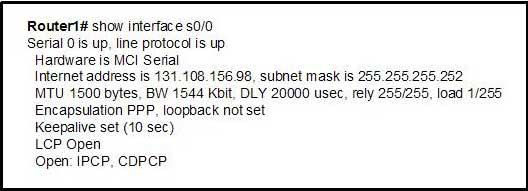 Router1# show interface s0/0
Serial 0 is up, line protocol is up
Hardware is MCI Serial
Internet address is 131.108.156.98, subnet mask is 255.255.255.252
MTU 1500 bytes, BW 1544 Kbit, DLY 20000 usec, rely 255/255, load 1/255
Encapsulation PPP, loopback not set
Keepalive set (10 sec)
LCP Open
Open: IPCP, CDPCP